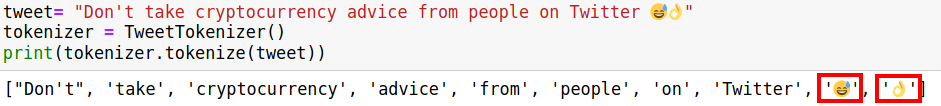 tweet= "Don't take cryptocurrency advice from people on Twitter 😅👌"
tokenizer = TweetTokenizer()
print(tokenizer.tokenize(tweet))
["Don't", 'take', 'cryptocurrency', 'advice', 'from', 'people', 'on', 'Twitter', '😅', '👌']